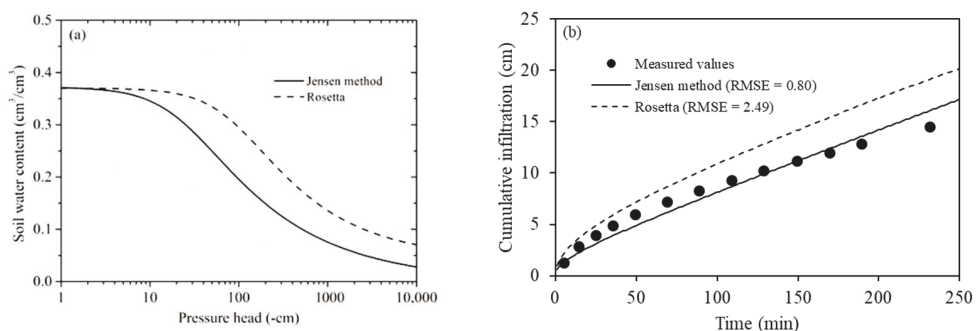 (a)
Jensen method
Rosetta
Soil water content (cm³/cm³)
0.5
0.4
0.3
0.2
0.1
0.0
1
10
100
1000
10,000
Pressure head (-cm)
(b)
Measured values
Jensen method (RMSE = 0.80)
Rosetta (RMSE = 2.49)
Cumulative infiltration (cm)
25
20
15
10
5
0
0
50
100
150
200
250
Time (min)